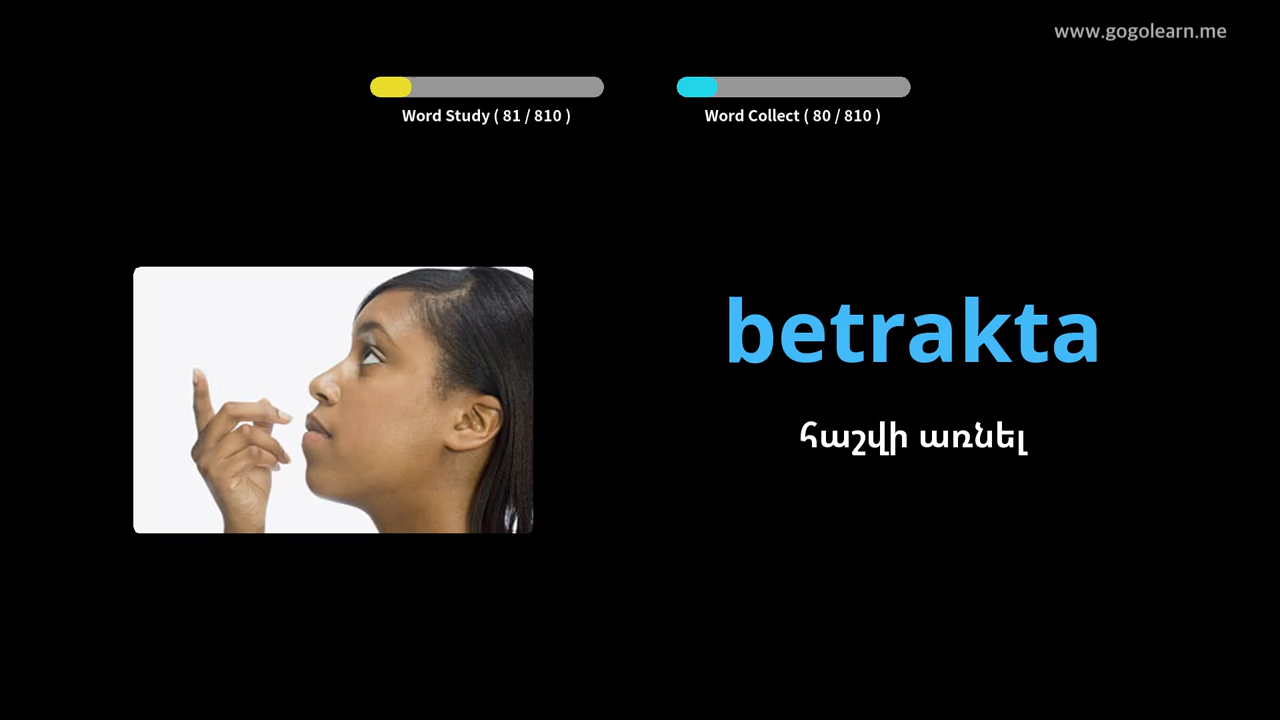 www.gogolearn.me
Word Study ( 81 / 810 )
Word Collect ( 80 / 810 )
betrakta
հաշվի առնել